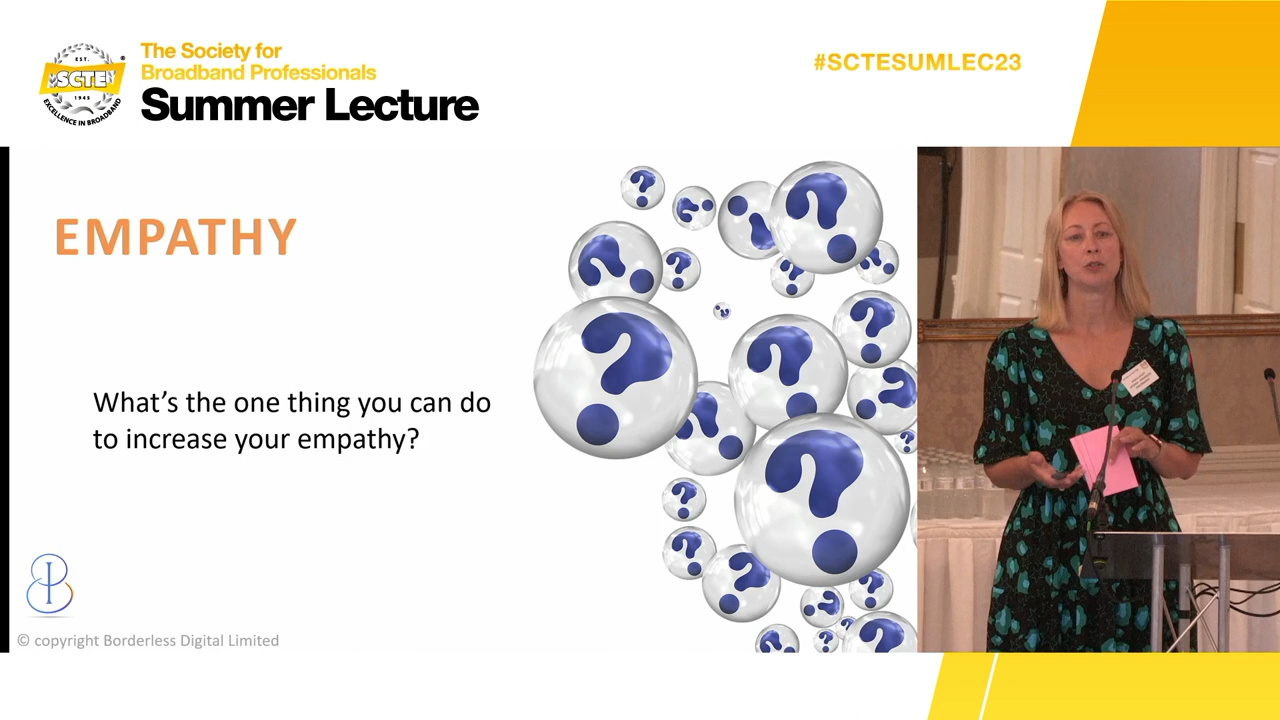 EST.
SCTE
®
1945
EXCELLENCE IN BROADBAND
The Society for
Broadband Professionals
Summer Lecture
#SCTESUMLEC23
EMPATHY
What's the one thing you can do
to increase your empathy?
© copyright Borderless Digital Limited